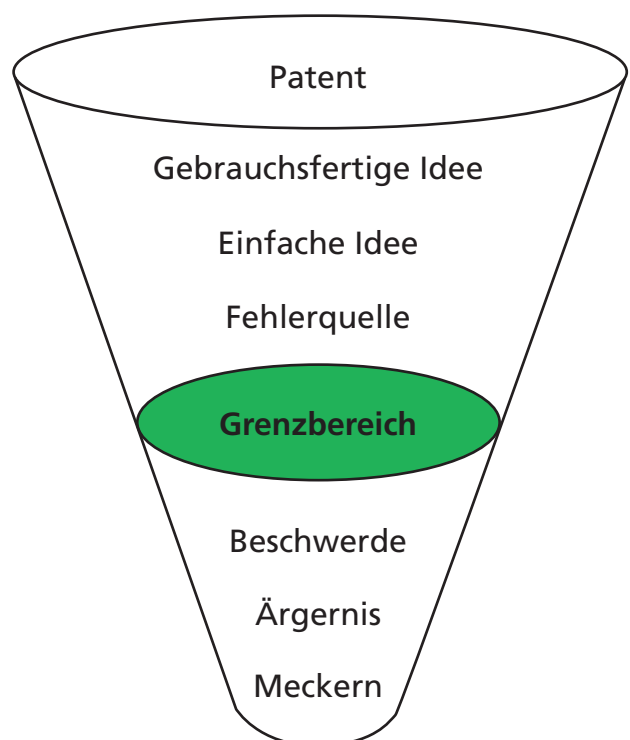 Patent
Gebrauchsfertige Idee
Einfache Idee
Fehlerquelle
Grenzbereich
Beschwerde
Ärgernis
Meckern